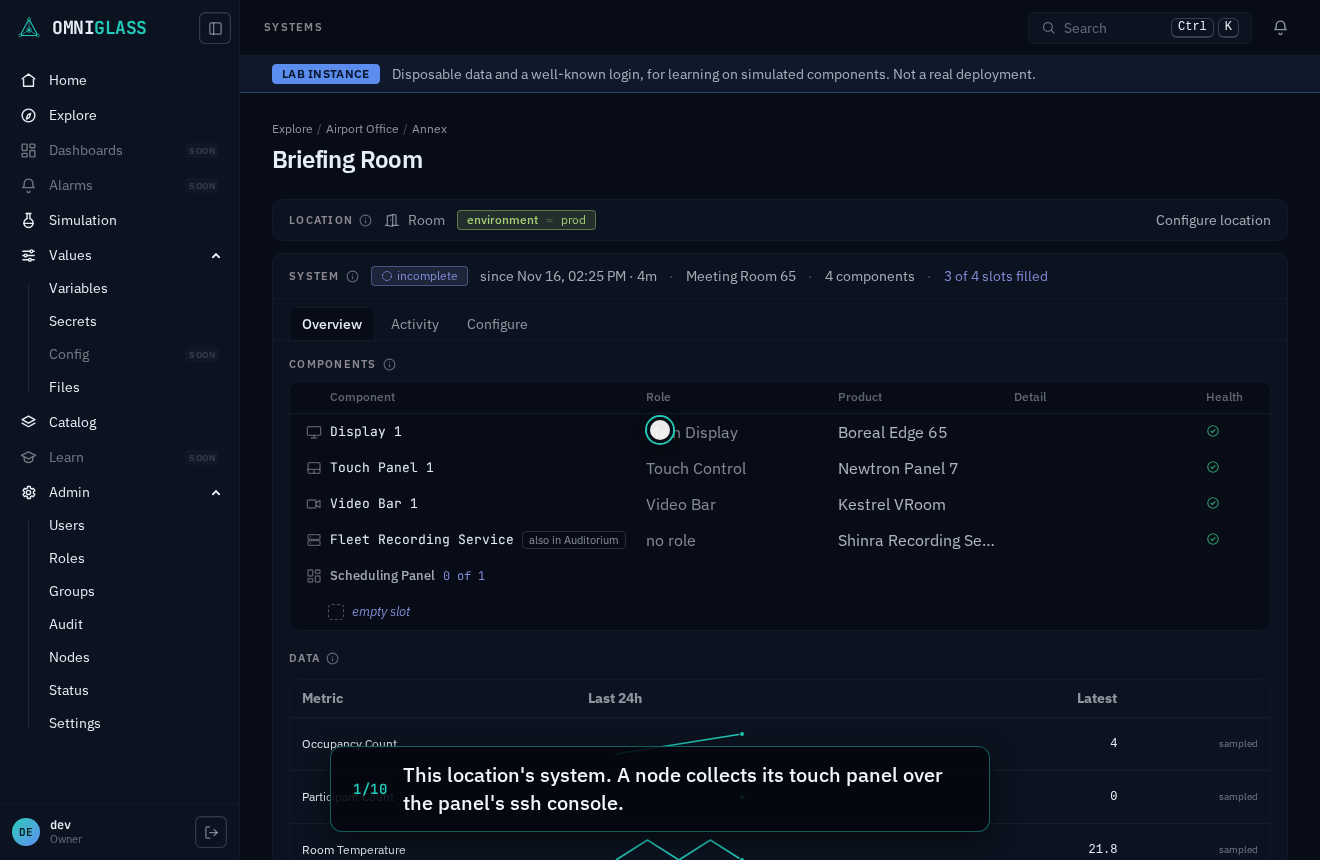 OMNIGLASS
SYSTEMS
Search
Ctrl
K
Home
Explore
Dashboards
SOON
Alarms
SOON
Simulation
Values
Variables
Secrets
Config
SOON
Files
Catalog
Learn
SOON
Admin
Users
Roles
Groups
Audit
Nodes
Status
Settings
DE
dev
Owner
LAB INSTANCE Disposable data and a well-known login, for learning on simulated components. Not a real deployment.
Explore / Airport Office / Annex
Briefing Room
LOCATION Room environment = prod Configure location
SYSTEM incomplete since Nov 16, 02:25 PM · 4m · Meeting Room 65 · 4 components · 3 of 4 slots filled
Overview Activity Configure
COMPONENTS
Component Role Product Detail Health
Display 1 Display Boreal Edge 65
Touch Panel 1 Touch Control Newtron Panel 7
Video Bar 1 Video Bar Kestrel VRoom
Fleet Recording Service also in Auditorium no role Shinra Recording Se...
Scheduling Panel 0 of 1
empty slot
DATA
Metric Last 24h Latest
Occupancy Count 4 sampled
Participant Count 0 sampled
Room Temperature 21.8 sampled
1/10 This location's system. A node collects its touch panel over
the panel's ssh console.